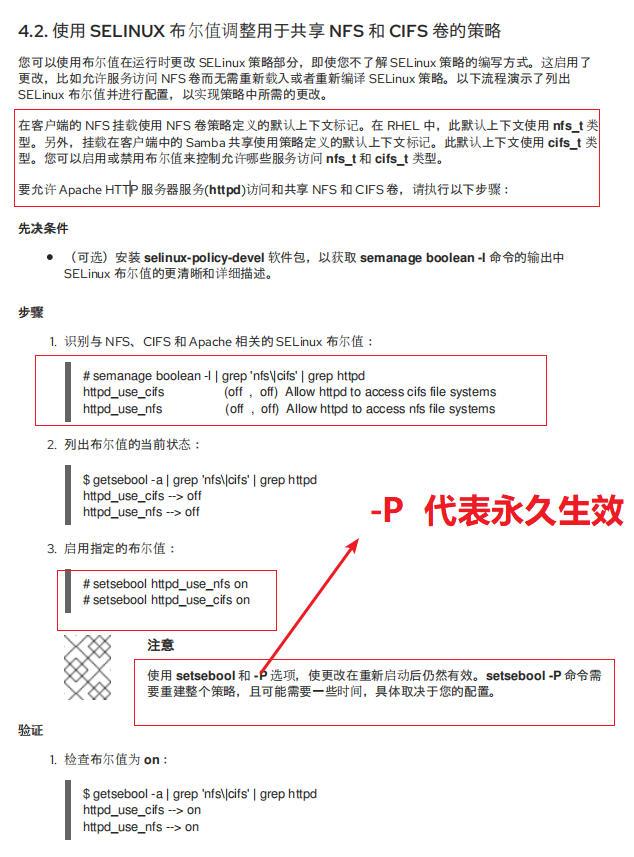 4.2. 使用 SELINUX 布尔值调整用于共享 NFS 和 CIFS 卷的策略
您可以使用布尔值在运行时更改 SELinux 策略部分，即使您不了解 SELinux 策略的编写方式。这启用了
更改，比如允许服务访问 NFS 卷而无需重新载入或者重新编译 SELinux 策略。以下流程演示了列出
SELinux 布尔值并进行配置，以实现策略中所需的更改。
在客户端的 NFS 挂载使用 NFS 卷策略定义的默认上下文标记。在 RHEL 中，此默认上下文使用 nfs_t 类
型。另外，挂载在客户端中的 Samba 共享使用策略定义的默认上下文标记。此默认上下文使用 cifs_t 类
型。您可以启用或禁用布尔值来控制允许哪些服务访问 nfs_t 和 cifs_t 类型。
要允许 Apache HTTP 服务器服务(httpd)访问和共享 NFS 和 CIFS 卷，请执行以下步骤：
先决条件
（可选）安装 selinux-policy-devel 软件包，以获取 semanage boolean -l 命令的输出中
SELinux 布尔值的更清晰和详细描述。
步骤
1. 识别与 NFS、CIFS 和 Apache 相关的 SELinux 布尔值：
# semanage boolean -l | grep 'nfs\|cifs' | grep httpd
httpd_use_cifs (off , off) Allow httpd to access cifs file systems
httpd_use_nfs (off , off) Allow httpd to access nfs file systems
2. 列出布尔值的当前状态：
$ getsebool -a | grep 'nfs\|cifs' | grep httpd
httpd_use_cifs --> off
httpd_use_nfs --> off
-P 代表永久生效
3. 启用指定的布尔值：
# setsebool httpd_use_nfs on
# setsebool httpd_use_cifs on
注意
使用 setsebool 和 -P 选项，使更改在重新启动后仍然有效。setsebool -P 命令需
要重建整个策略，且可能需要一些时间，具体取决于您的配置。
验证
1. 检查布尔值为 on：
$ getsebool -a | grep 'nfs\|cifs' | grep httpd
httpd_use_cifs --> on
httpd_use_nfs --> on